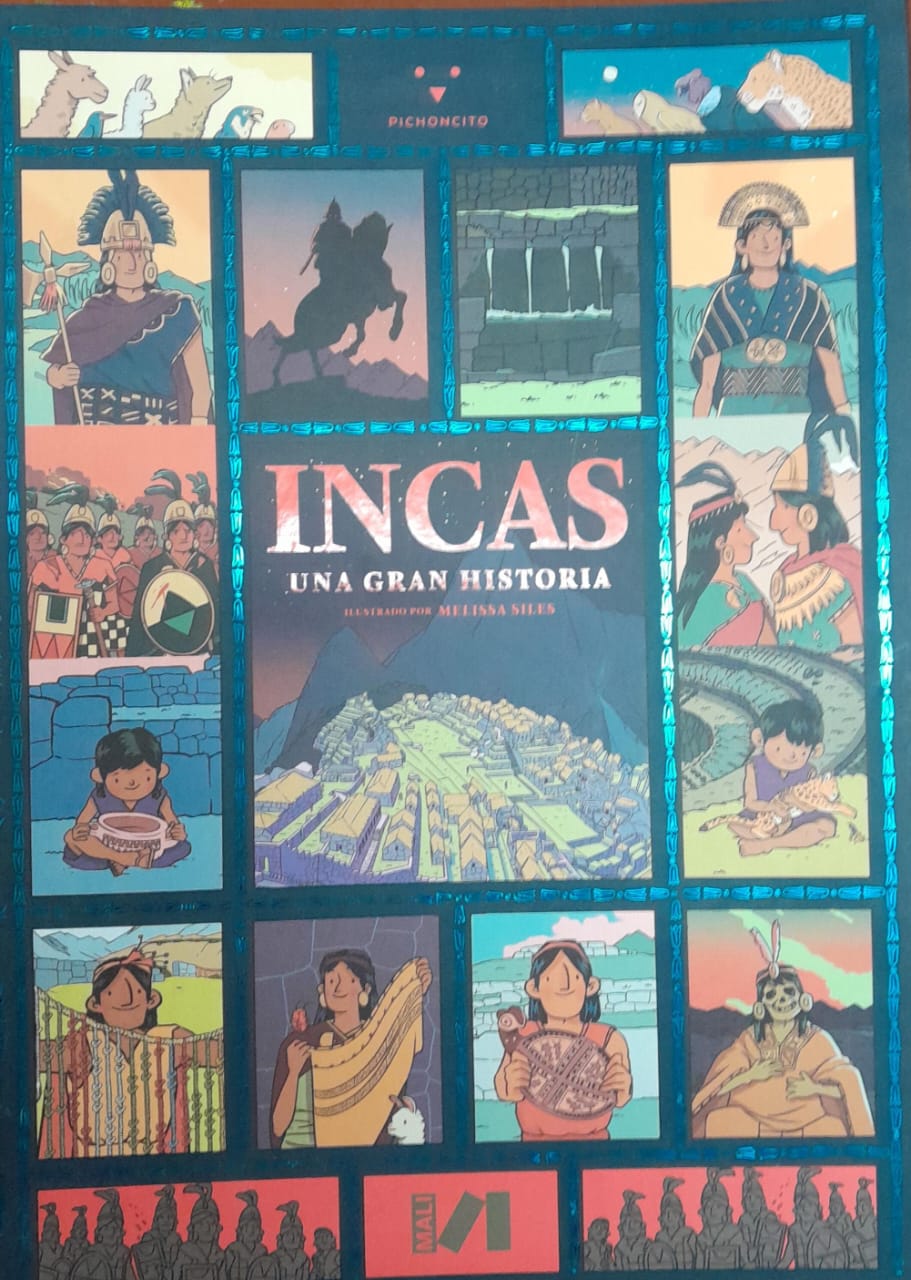 PICHONCITO
INCAS
UNA GRAN HISTORIA
ILUSTRADO POR MELISSA SILES
MALI